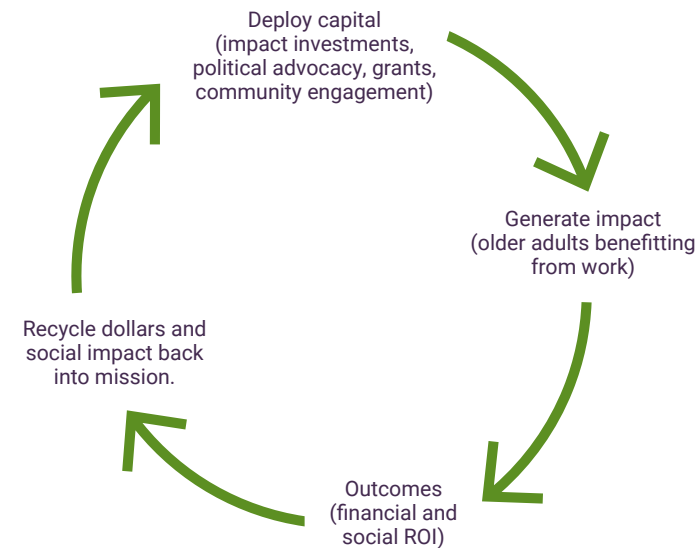 Deploy capital
(impact investments,
political advocacy, grants,
community engagement)
Generate impact
(older adults benefitting
from work)
Outcomes
(financial and
social ROI)
Recycle dollars and
social impact back
into mission.